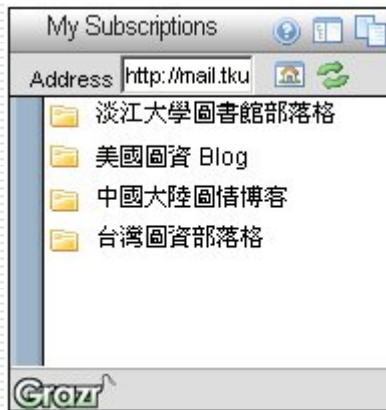 My Subscriptions
Address http://mail.tku
淡江大學圖書館部落格
美國圖資 Blog
中國大陸圖情博客
台灣圖資部落格
Grazr